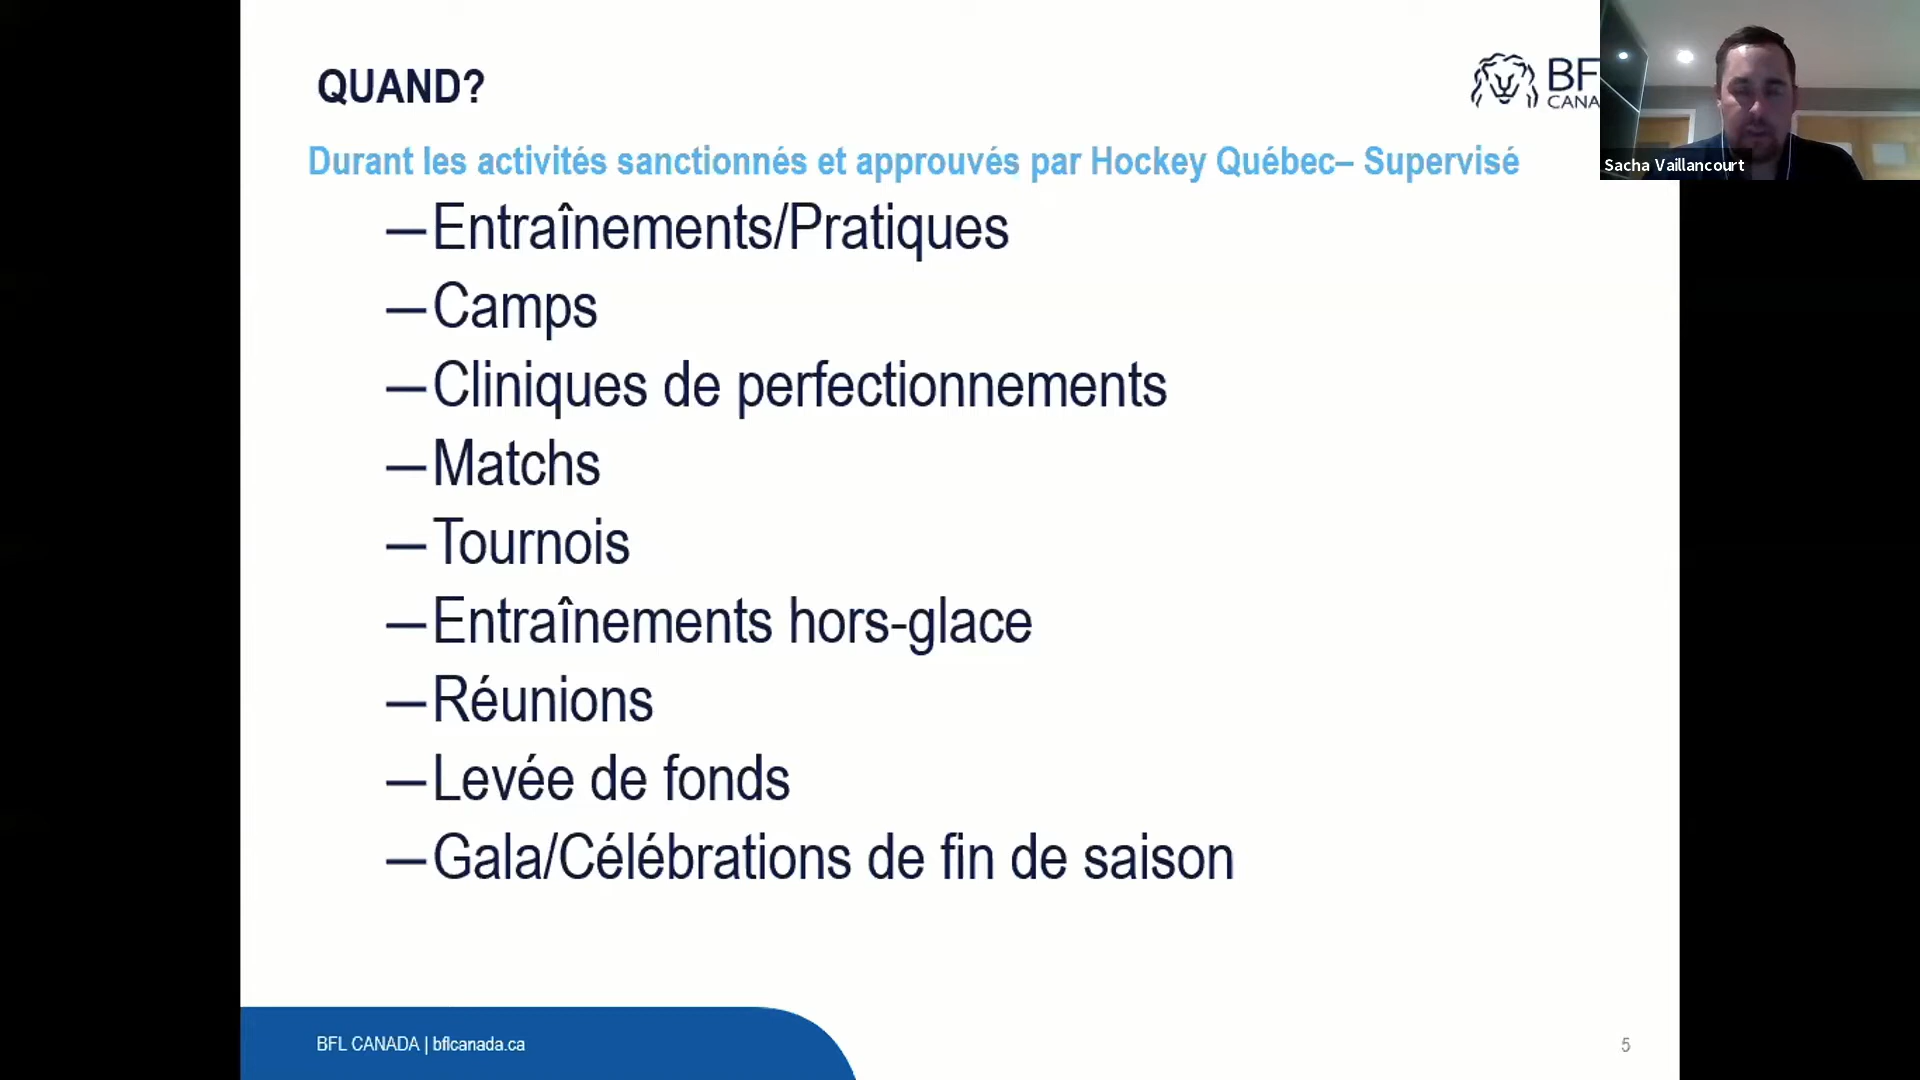 QUAND?
BF
CANA
Sacha Vaillancourt
Durant les activités sanctionnés et approuvés par Hockey Québec– Supervisé
—Entraînements/Pratiques
—Camps
—Cliniques de perfectionnements
—Matchs
—Tournois
—Entraînements hors-glace
—Réunions
—Levée de fonds
—Gala/Célébrations de fin de saison
BFL CANADA | bflcanada.ca
5